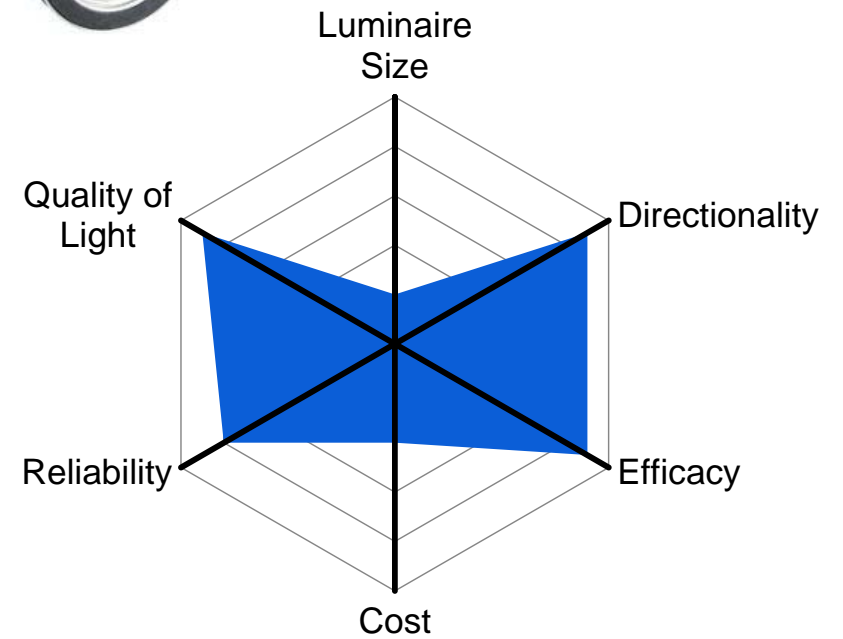 Luminaire
Size
Quality of
Light
Directionality
Reliability
Efficacy
Cost